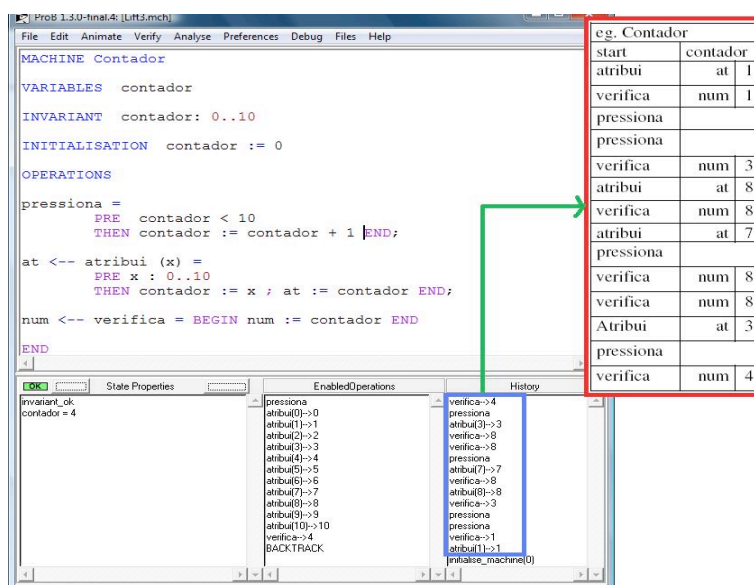 ProB 1.3.0-final.4: [Lift3.mch]
File Edit Animate Verify Analyse Preferences Debug Files Help
MACHINE Contador
VARIABLES contador
INVARIANT contador: 0..10
INITIALISATION contador := 0
OPERATIONS
pressiona =
PRE contador < 10
THEN contador := contador + 1 END;
at <-- atribui (x) =
PRE x : 0..10
THEN contador := x ; at := contador END;
num <-- verifica = BEGIN num := contador END
END
OK State Properties
invariant_ok
contador = 4
EnabledOperations
pressiona
atribui(0)-->0
atribui(1)-->1
atribui(2)-->2
atribui(3)-->3
atribui(4)-->4
atribui(5)-->5
atribui(6)-->6
atribui(7)-->7
atribui(8)-->8
atribui(9)-->9
atribui(10)-->10
verifica-->4
BACKTRACK
History
verifica-->4
pressiona
atribui(3)-->3
verifica-->8
verifica-->8
pressiona
atribui(7)-->7
verifica-->8
atribui(8)-->8
verifica-->3
pressiona
pressiona
verifica-->1
atribui(1)-->1
initialise_machine(0)
eg. Contador
start contador
atribui at 1
verifica num 1
pressiona
pressiona
verifica num 3
atribui at 8
verifica num 8
atribui at 7
pressiona
verifica num 8
verifica num 8
Atribui at 3
pressiona
verifica num 4